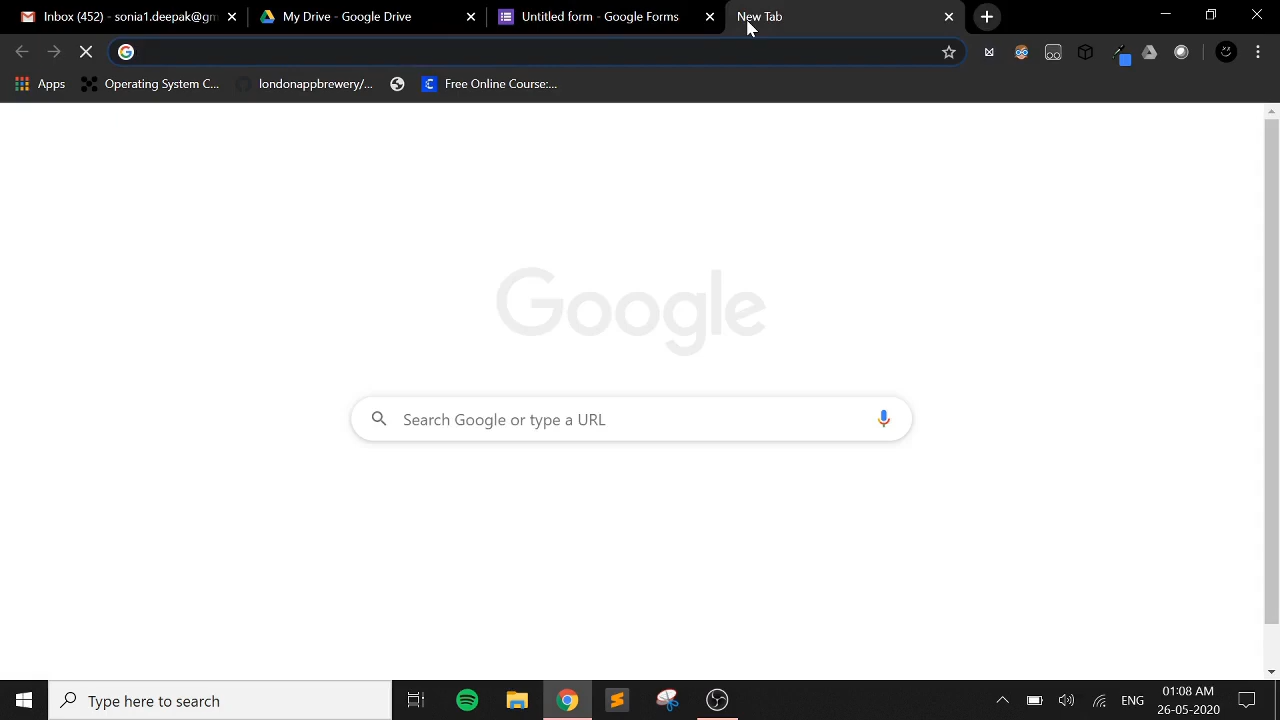 Inbox (452) - sonia1.deepak@gm
My Drive - Google Drive
Untitled form - Google Forms
New Tab
Apps
Operating System C...
londonappbrewery/...
Free Online Course:...
Google
Search Google or type a URL
Type here to search
ENG
01:08 AM
26-05-2020